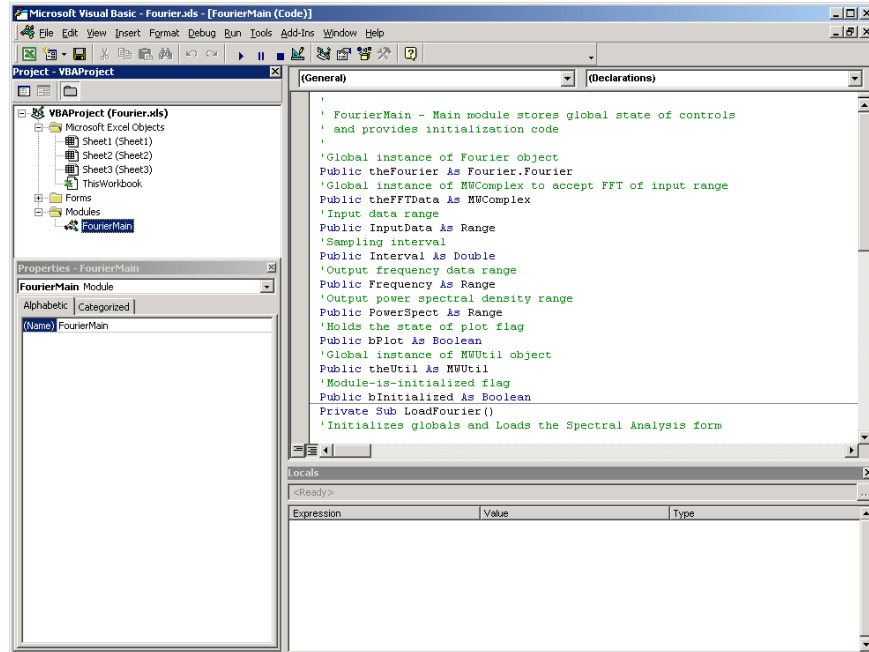 Microsoft Visual Basic - Fourier.xls - [FourierMain (Code)]
File Edit View Insert Format Debug Run Tools Add-Ins Window Help
Project - VBAProject
VBAProject (Fourier.xls)
Microsoft Excel Objects
Sheet1 (Sheet1)
Sheet2 (Sheet2)
Sheet3 (Sheet3)
ThisWorkbook
Forms
Modules
FourierMain
Properties - FourierMain
FourierMain Module
Alphabetic Categorized
(Name) FourierMain
(General) (Declarations)
'
' FourierMain - Main module stores global state of controls
' and provides initialization code
'
'Global instance of Fourier object
Public theFourier As Fourier.Fourier
'Global instance of MWComplex to accept FFT of input range
Public theFFTData As MWComplex
'Input data range
Public InputData As Range
'Sampling interval
Public Interval As Double
'Output frequency data range
Public Frequency As Range
'Output power spectral density range
Public PowerSpect As Range
'Holds the state of plot flag
Public bPlot As Boolean
'Global instance of MWUtil object
Public theUtil As MWUtil
'Module-is-initialized flag
Public bInitialized As Boolean
Private Sub LoadFourier()
'Initializes globals and Loads the Spectral Analysis form
Locals
<Ready>
...
Expression Value Type